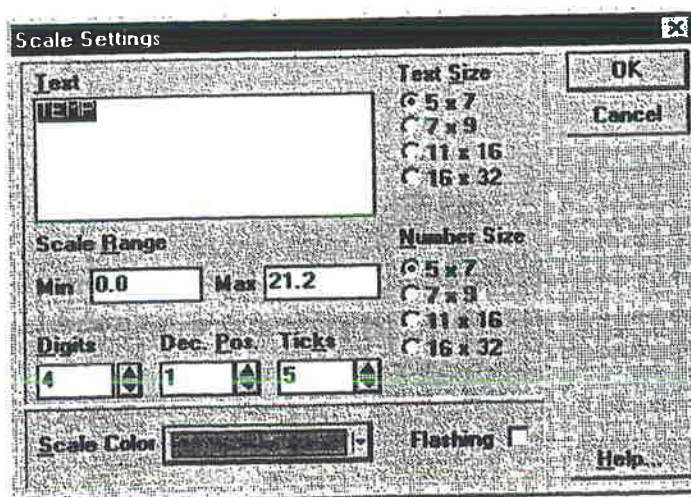 Scale Settings
Text
TEMP
Text Size
5 x 7
7 x 9
11 x 16
16 x 32
OK
Cancel
Scale Range
Min 0.0 Max 21.2
Number Size
5 x 7
7 x 9
11 x 16
16 x 32
Digits Dec. Pos. Ticks
4 1 5
Scale Color
Flashing
Help...